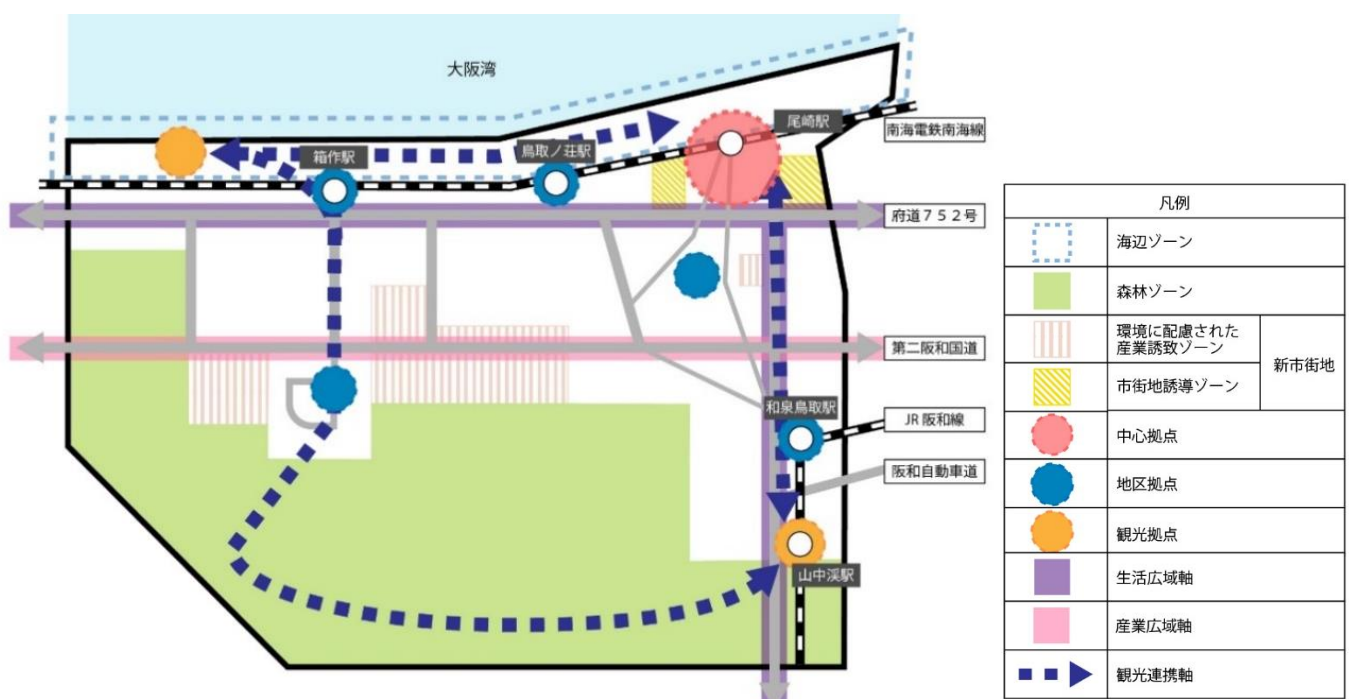 大阪湾
尾崎駅
南海電鉄南海線
鳥取ノ荘駅
箱作駅
府道７５２号
第二阪和国道
和泉鳥取駅
JR 阪和線
阪和自動車道
山中渓駅
凡例
海辺ゾーン
森林ゾーン
環境に配慮された
産業誘致ゾーン
新市街地
市街地誘導ゾーン
中心拠点
地区拠点
観光拠点
生活広域軸
産業広域軸
観光連携軸